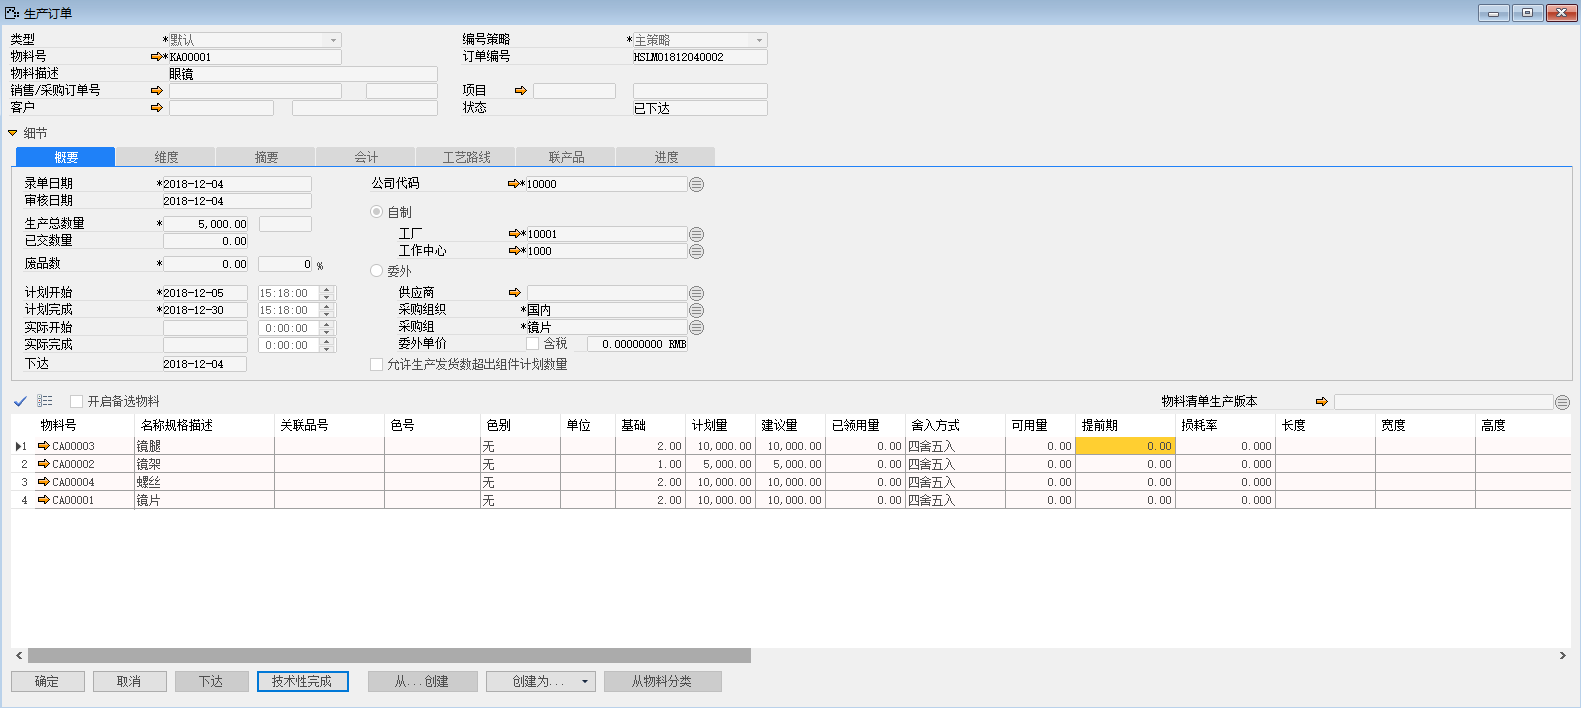 生产订单
类型 *默认 编号策略 *主策略
物料号 *KA00001 订单编号 HSLM01812040002
物料描述 眼镜
销售/采购订单号 项目
客户 状态 已下达
细节
概要 维度 摘要 会计 工艺路线 联产品 进度
录单日期 *2018-12-04 公司代码 *10000
审核日期 2018-12-04
自制
生产总数量 * 5,000.00 工厂 *10001
已交数量 0.00 工作中心 *1000
废品数 * 0.00 0 % 委外
计划开始 *2018-12-05 15:18:00 供应商
计划完成 *2018-12-30 15:18:00 采购组织 *国内
实际开始 0:00:00 采购组 *镜片
实际完成 0:00:00 委外单价 含税 0.00000000 RMB
下达 2018-12-04 允许生产发货数超出组件计划数量
开启备选物料 物料清单生产版本
物料号 名称规格描述 关联品号 色号 色别 单位 基础 计划量 建议量 已领用量 舍入方式 可用量 提前期 损耗率 长度 宽度 高度
1 CA00003 镜腿 无 2.00 10,000.00 10,000.00 0.00 四舍五入 0.00 0.00 0.000
2 CA00002 镜架 无 1.00 5,000.00 5,000.00 0.00 四舍五入 0.00 0.00 0.000
3 CA00004 螺丝 无 2.00 10,000.00 10,000.00 0.00 四舍五入 0.00 0.00 0.000
4 CA00001 镜片 无 2.00 10,000.00 10,000.00 0.00 四舍五入 0.00 0.00 0.000
确定 取消 下达 技术性完成 从...创建 创建为... 从物料分类